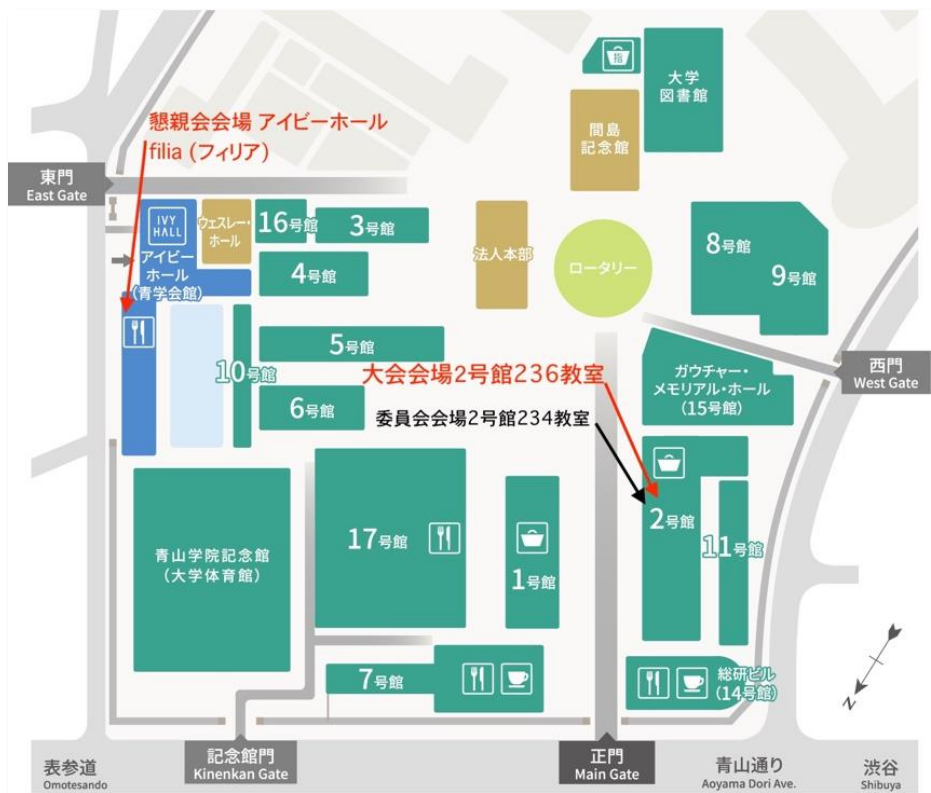 懇親会会場 アイビーホール
filia (フィリア)
指
大学
図書館
間島
記念館
東門
East Gate
IVY
HALL
アイビー
ホール
(青学会館)
ウェスレー・
ホール
16号館
3号館
4号館
法人本部
ロータリー
8号館
9号館
5号館
10号館
6号館
大会会場2号館236教室
委員会会場2号館234教室
ガウチャー・
メモリアル・ホール
(15号館)
西門
West Gate
2号館
11号館
17号館
1号館
青山学院記念館
(大学体育館)
7号館
総研ビル
(14号館)
N
表参道
Omotesando
記念館門
Kinenkan Gate
正門
Main Gate
青山通り
Aoyama Dori Ave.
渋谷
Shibuya